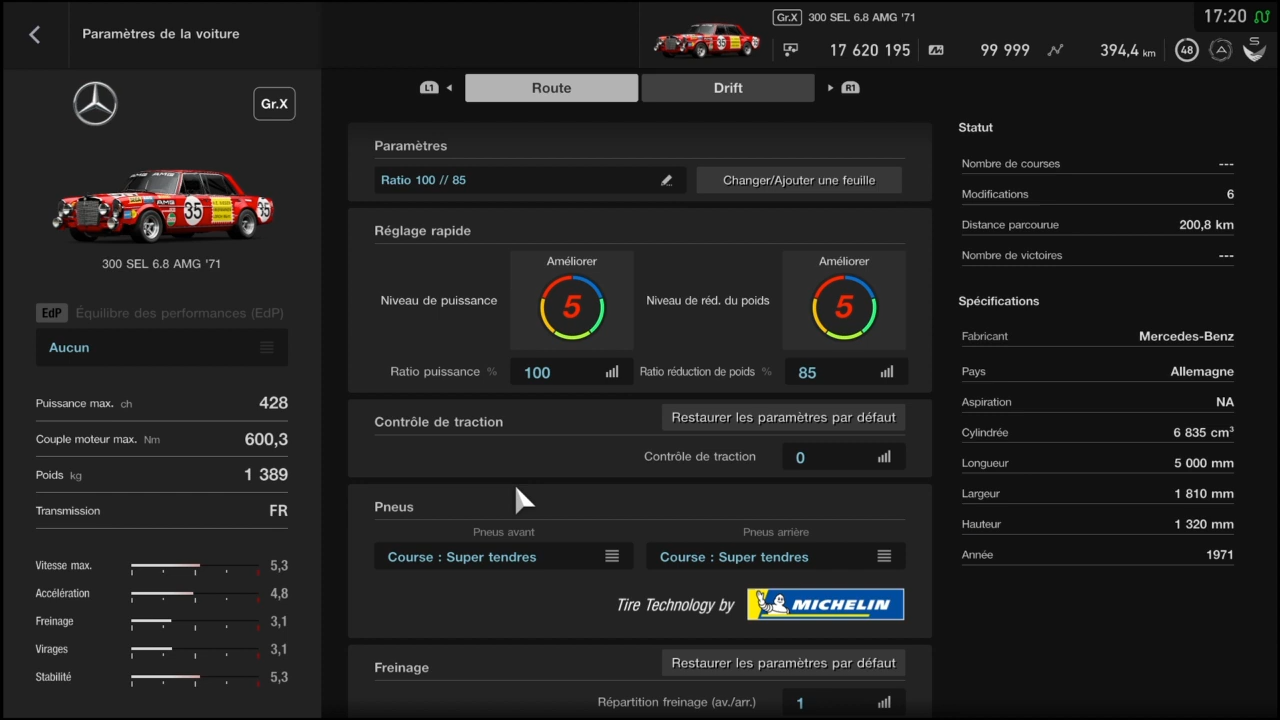 Paramètres de la voiture
Gr.X 300 SEL 6.8 AMG '71
17:20
17 620 195
99 999
394,4 km
48
S
Gr.X
300 SEL 6.8 AMG '71
EdP Équilibre des performances (EdP)
Aucun
Puissance max. ch 428
Couple moteur max. Nm 600,3
Poids kg 1 389
Transmission FR
Vitesse max. 5,3
Accélération 4,8
Freinage 3,1
Virages 3,1
Stabilité 5,3
L1 Route Drift R1
Paramètres
Ratio 100 // 85 Changer/Ajouter une feuille
Réglage rapide
Améliorer Améliorer
Niveau de puissance 5 Niveau de réd. du poids 5
Ratio puissance % 100 Ratio réduction de poids % 85
Contrôle de traction Restaurer les paramètres par défaut
Contrôle de traction 0
Pneus
Pneus avant Pneus arrière
Course : Super tendres Course : Super tendres
Tire Technology by MICHELIN
Freinage Restaurer les paramètres par défaut
Répartition freinage (av./arr.) 1
Statut
Nombre de courses ---
Modifications 6
Distance parcourue 200,8 km
Nombre de victoires ---
Spécifications
Fabricant Mercedes-Benz
Pays Allemagne
Aspiration NA
Cylindrée 6 835 cm³
Longueur 5 000 mm
Largeur 1 810 mm
Hauteur 1 320 mm
Année 1971
35
AMG
35